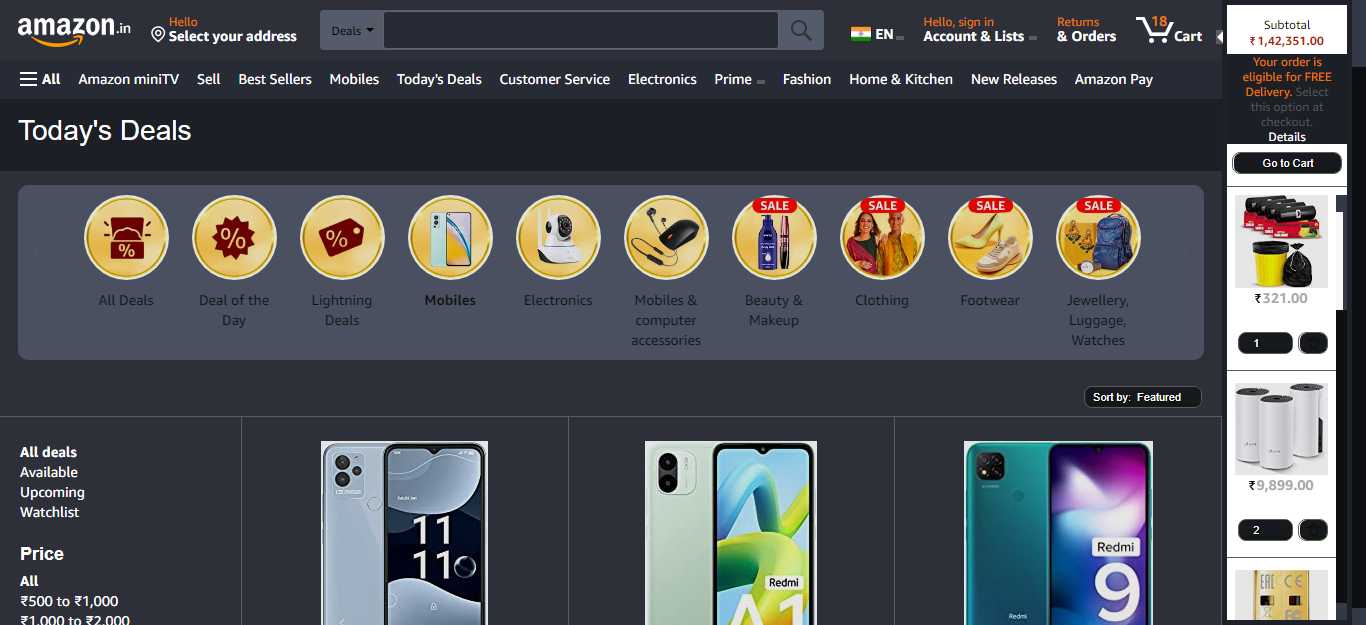 amazon.in
Hello
Select your address
Deals
EN
Hello, sign in
Account & Lists
Returns
& Orders
18
Cart
All
Amazon miniTV
Sell
Best Sellers
Mobiles
Today's Deals
Customer Service
Electronics
Prime
Fashion
Home & Kitchen
New Releases
Amazon Pay
Today's Deals
%
%
%
SALE
SALE
SALE
SALE
All Deals
Deal of the
Day
Lightning
Deals
Mobiles
Electronics
Mobiles &
computer
accessories
Beauty &
Makeup
Clothing
Footwear
Jewellery,
Luggage,
Watches
Sort by: Featured
All deals
Available
Upcoming
Watchlist
Price
All
₹500 to ₹1,000
₹1,000 to ₹2,000
11
11
Redmi
A1
Redmi
Redmi
9
Subtotal
₹1,42,351.00
Your order is
eligible for FREE
Delivery. Select
this option at
checkout.
Details
Go to Cart
₹321.00
1
₹9,899.00
2
EAC CE